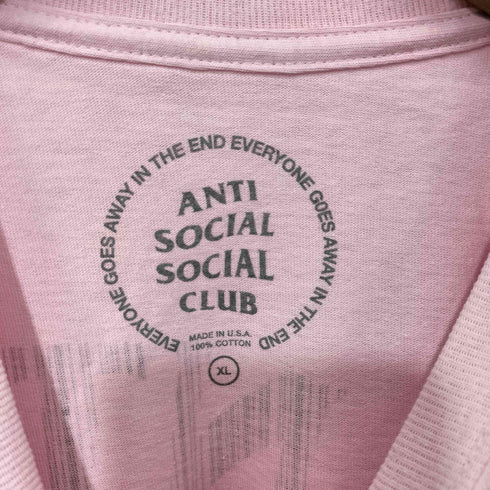 EVERYONE GOES AWAY IN THE END EVERYONE GOES AWAY IN THE END
ANTI
SOCIAL
SOCIAL
CLUB
MADE IN U.S.A.
100% COTTON
XL